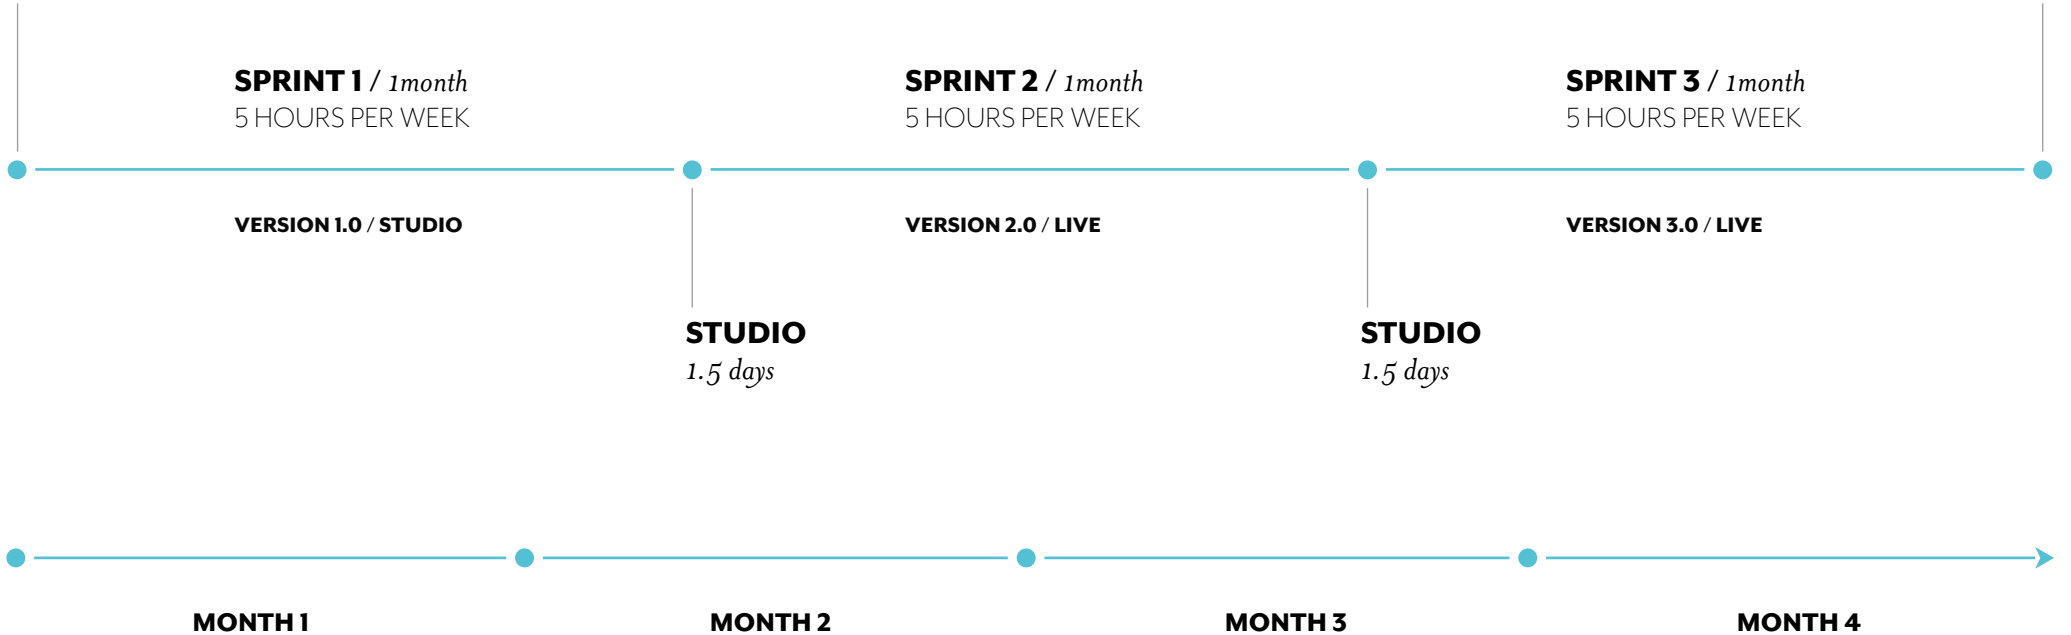 SPRINT 1 / 1month
5 HOURS PER WEEK
SPRINT 2 / 1month
5 HOURS PER WEEK
SPRINT 3 / 1month
5 HOURS PER WEEK
VERSION 1.0 / STUDIO
VERSION 2.0 / LIVE
VERSION 3.0 / LIVE
STUDIO
1.5 days
STUDIO
1.5 days
MONTH 1
MONTH 2
MONTH 3
MONTH 4